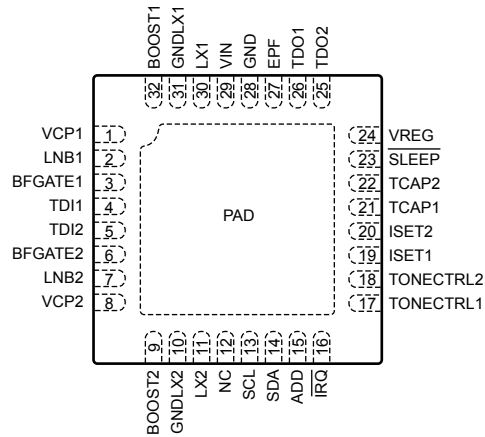 BOOST1
GNDLX1
LX1
VIN
GND
EPF
TDO1
TDO2
32
31
30
29
28
27
26
25
VCP1 1
LNB1 2
BFGATE1 3
TDI1 4
TDI2 5
BFGATE2 6
LNB2 7
VCP2 8
PAD
24 VREG
23 SLEEP
22 TCAP2
21 TCAP1
20 ISET2
19 ISET1
18 TONECTRL2
17 TONECTRL1
9
10
11
12
13
14
15
16
BOOST2
GNDLX2
LX2
NC
SCL
SDA
ADD
IRQ